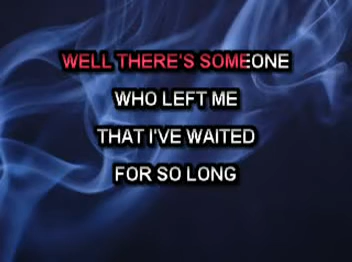 WELL THERE'S SOMEONE
WHO LEFT ME
THAT I'VE WAITED
FOR SO LONG